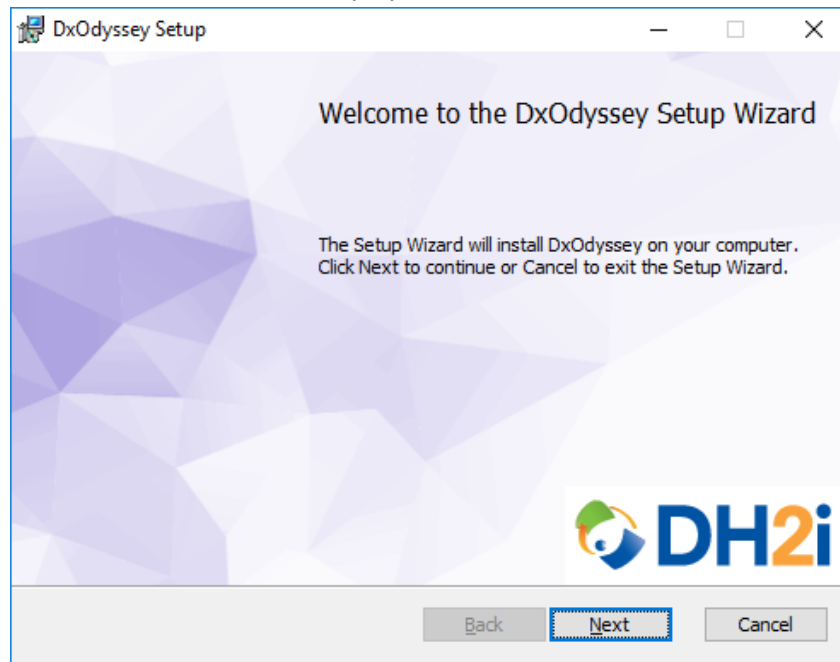 DxOdyssey Setup
Welcome to the DxOdyssey Setup Wizard
The Setup Wizard will install DxOdyssey on your computer.
Click Next to continue or Cancel to exit the Setup Wizard.
DH2i
Back Next Cancel